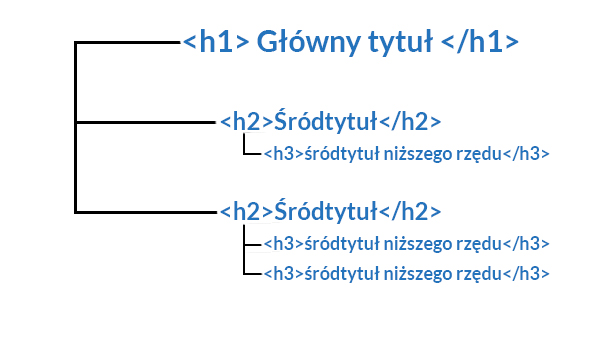 <h1> Główny tytuł </h1>
<h2>Śródtytuł</h2>
<h3>śródtytuł niższego rzędu</h3>
<h2>Śródtytuł</h2>
<h3>śródtytuł niższego rzędu</h3>
<h3>śródtytuł niższego rzędu</h3>